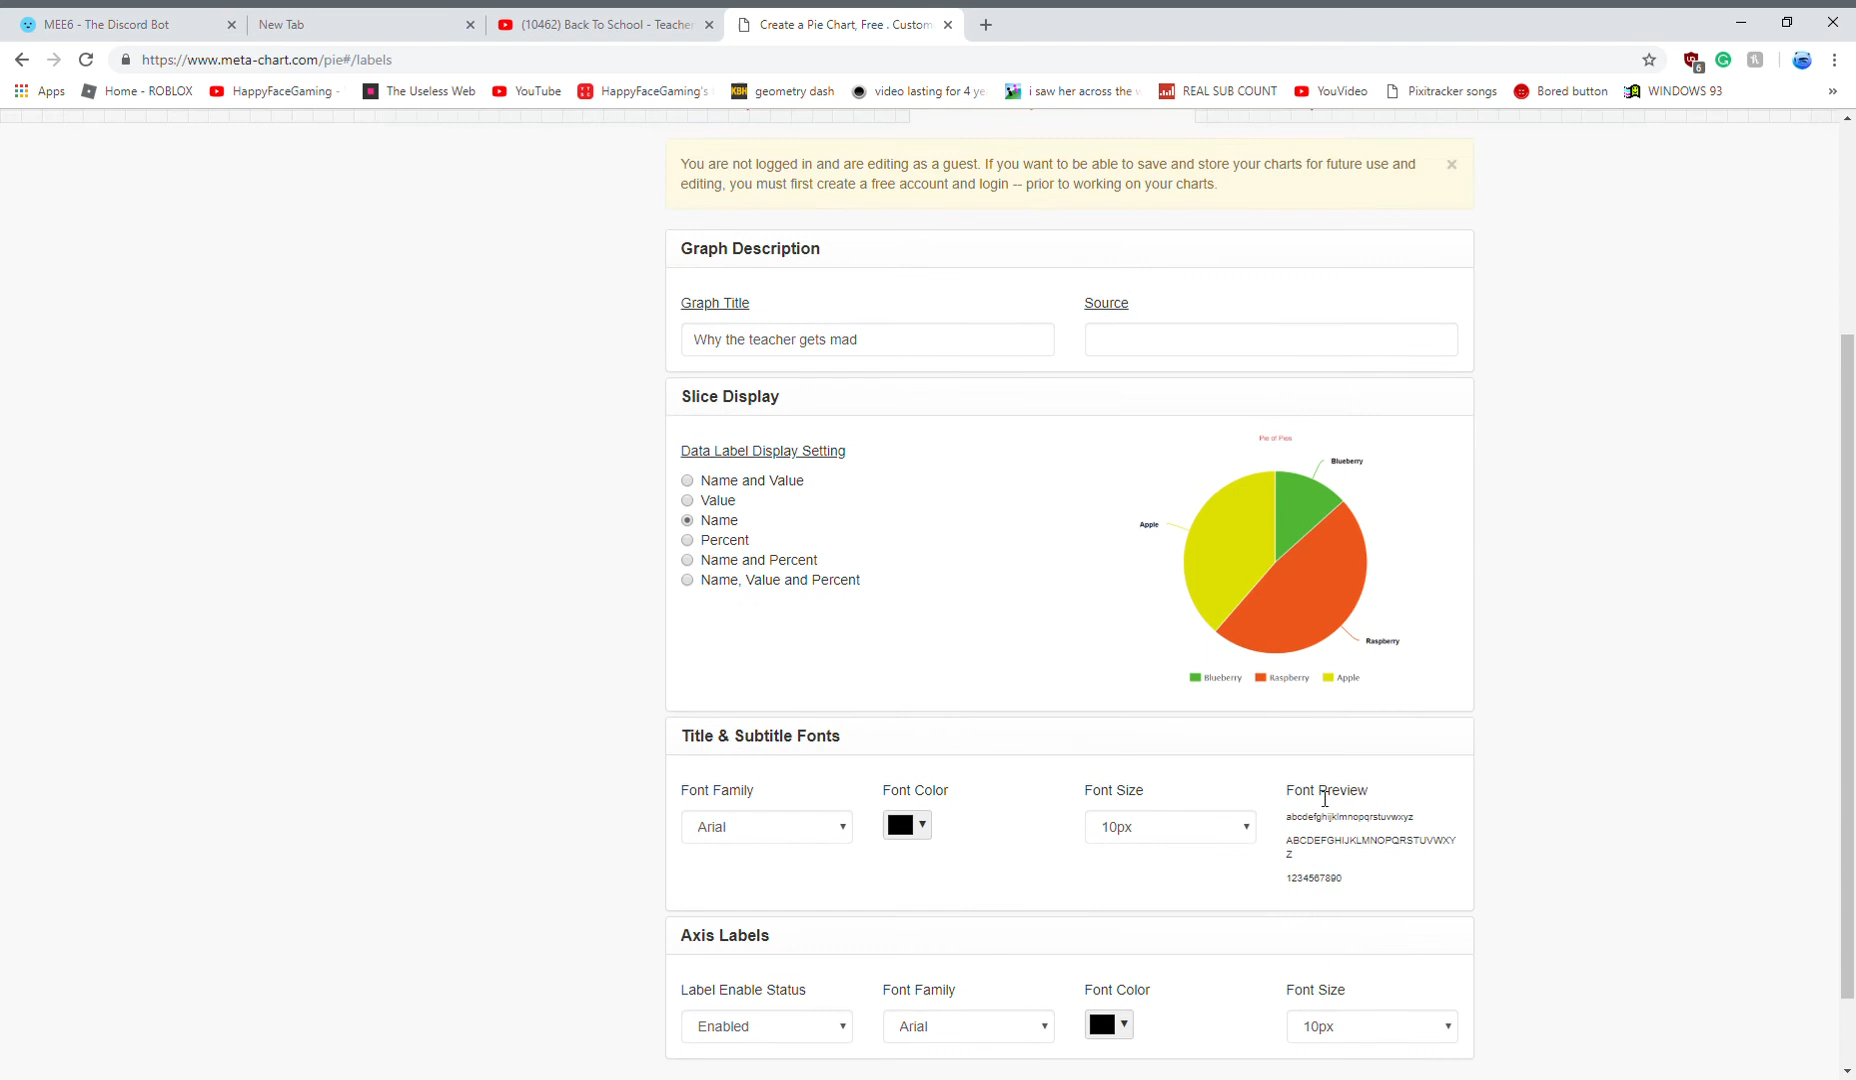 MEE6 - The Discord Bot
New Tab
(10462) Back To School - Teacher
Create a Pie Chart, Free . Custom
https://www.meta-chart.com/pie#/labels
6
Apps
Home - ROBLOX
HappyFaceGaming -
The Useless Web
YouTube
HappyFaceGaming's
KBH
geometry dash
video lasting for 4 ye
i saw her across the
REAL SUB COUNT
YouVideo
Pixitracker songs
Bored button
WINDOWS 93
»
You are not logged in and are editing as a guest. If you want to be able to save and store your charts for future use and
editing, you must first create a free account and login -- prior to working on your charts.
Graph Description
Graph Title
Source
Why the teacher gets mad
Slice Display
Data Label Display Setting
Name and Value
Value
Name
Percent
Name and Percent
Name, Value and Percent
Pie of Pies
Blueberry
Apple
Raspberry
Blueberry
Raspberry
Apple
Title & Subtitle Fonts
Font Family
Font Color
Font Size
Font Preview
Arial
10px
abcdefghijklmnopqrstuvwxyz
ABCDEFGHIJKLMNOPQRSTUVWXY
Z
1234567890
Axis Labels
Label Enable Status
Font Family
Font Color
Font Size
Enabled
Arial
10px